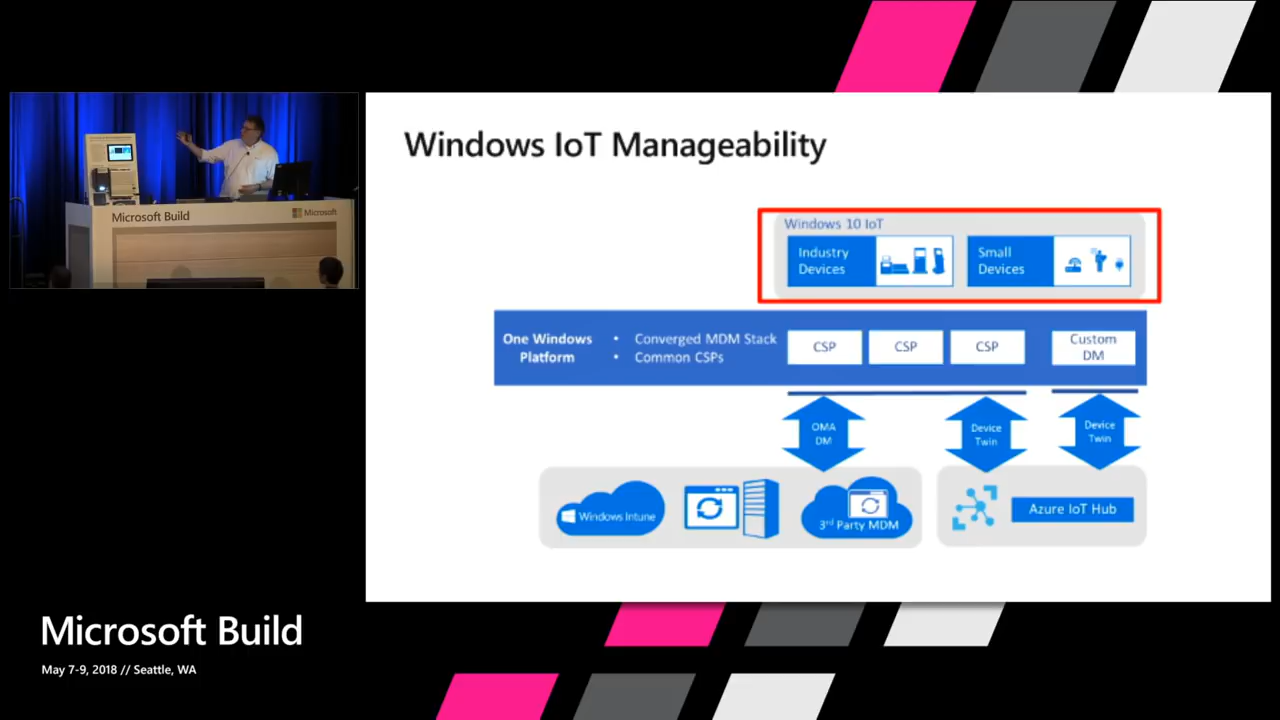 Windows IoT Manageability
Windows 10 IoT
Industry
Devices
Small
Devices
One Windows
Platform
• Converged MDM Stack
• Common CSPs
CSP
CSP
CSP
Custom
DM
OMA
DM
Device
Twin
Device
Twin
Windows Intune
3rd Party MDM
Azure IoT Hub
Microsoft Build
Microsoft
Microsoft Build
May 7-9, 2018 // Seattle, WA